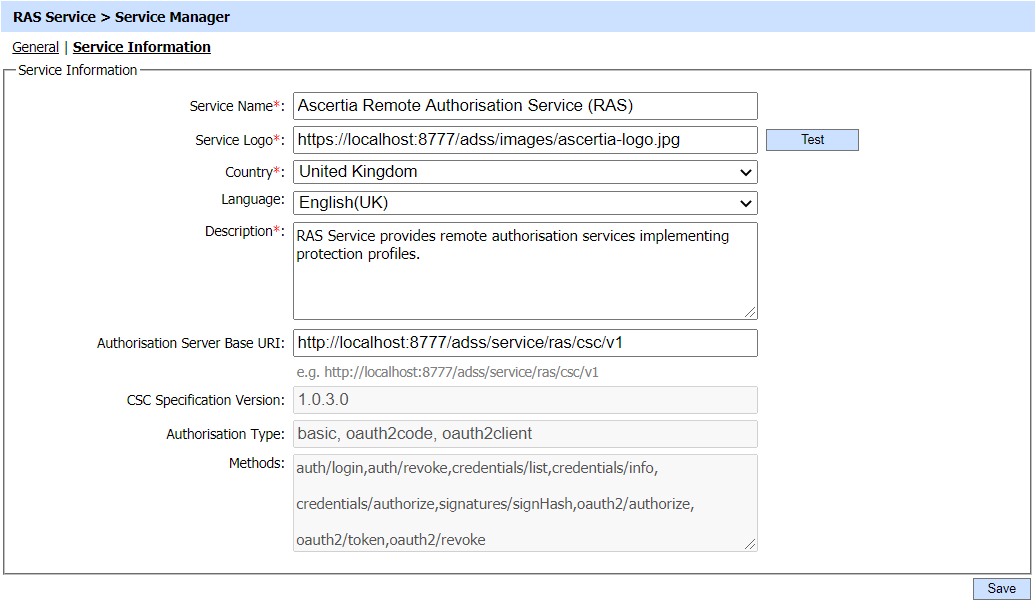 RAS Service > Service Manager
General | Service Information
Service Information
Service Name*: Ascertia Remote Authorisation Service (RAS)
Service Logo*: https://localhost:8777/adss/images/ascertia-logo.jpg Test
Country*: United Kingdom
Language: English(UK)
Description*: RAS Service provides remote authorisation services implementing
protection profiles.
Authorisation Server Base URI: http://localhost:8777/adss/service/ras/csc/v1
e.g. http://localhost:8777/adss/service/ras/csc/v1
CSC Specification Version: 1.0.3.0
Authorisation Type: basic, oauth2code, oauth2client
Methods: auth/login,auth/revoke,credentials/list,credentials/info,
credentials/authorize,signatures/signHash,oauth2/authorize,
oauth2/token,oauth2/revoke
Save